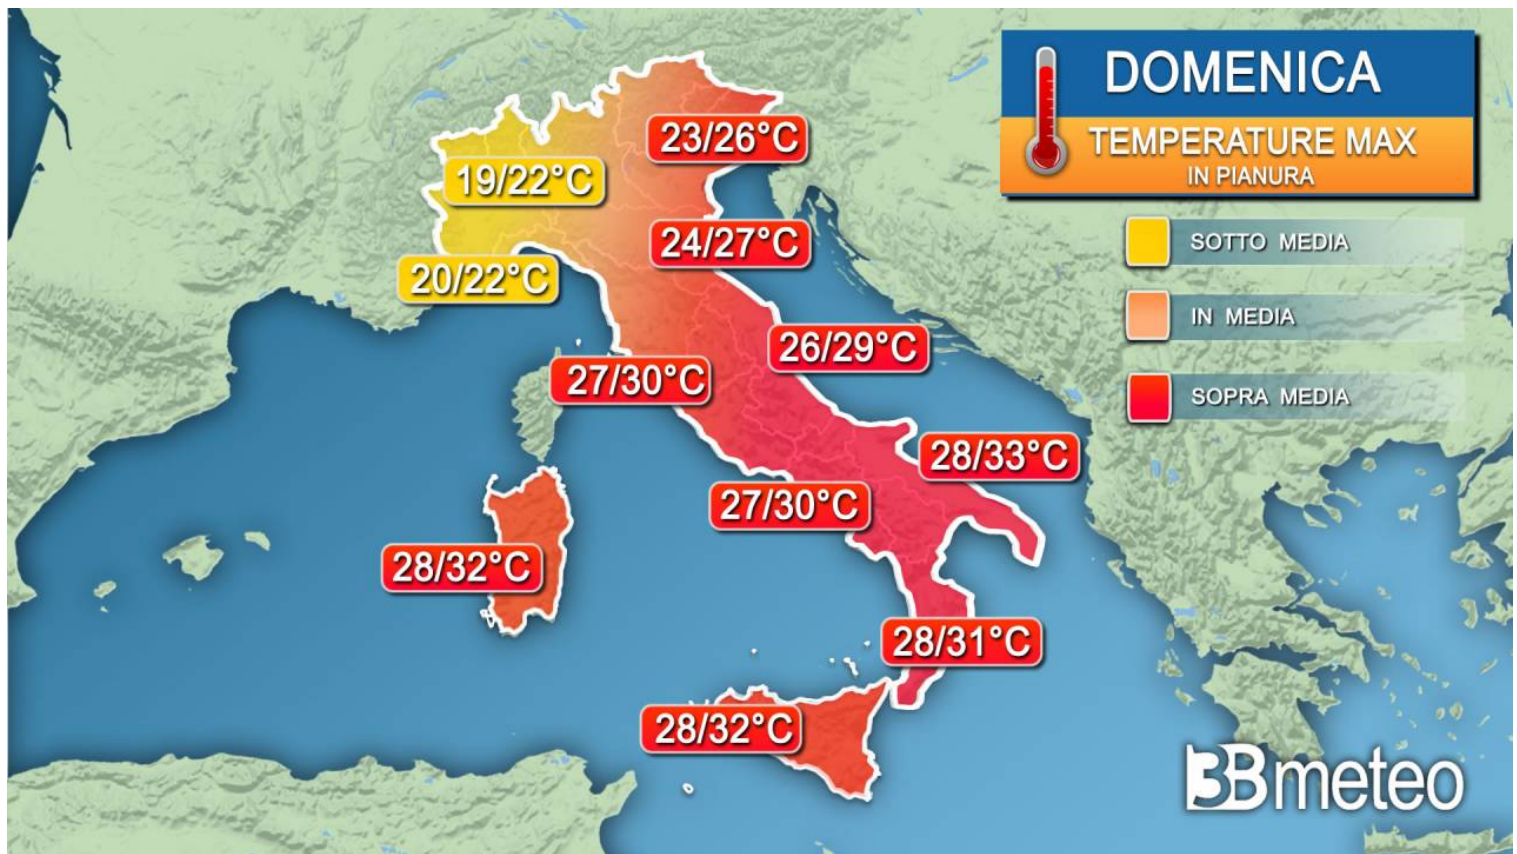 DOMENICA
TEMPERATURE MAX
IN PIANURA
SOTTO MEDIA
IN MEDIA
SOPRA MEDIA
23/26°C
19/22°C
24/27°C
20/22°C
26/29°C
27/30°C
28/33°C
27/30°C
28/32°C
28/31°C
28/32°C
3Bmeteo